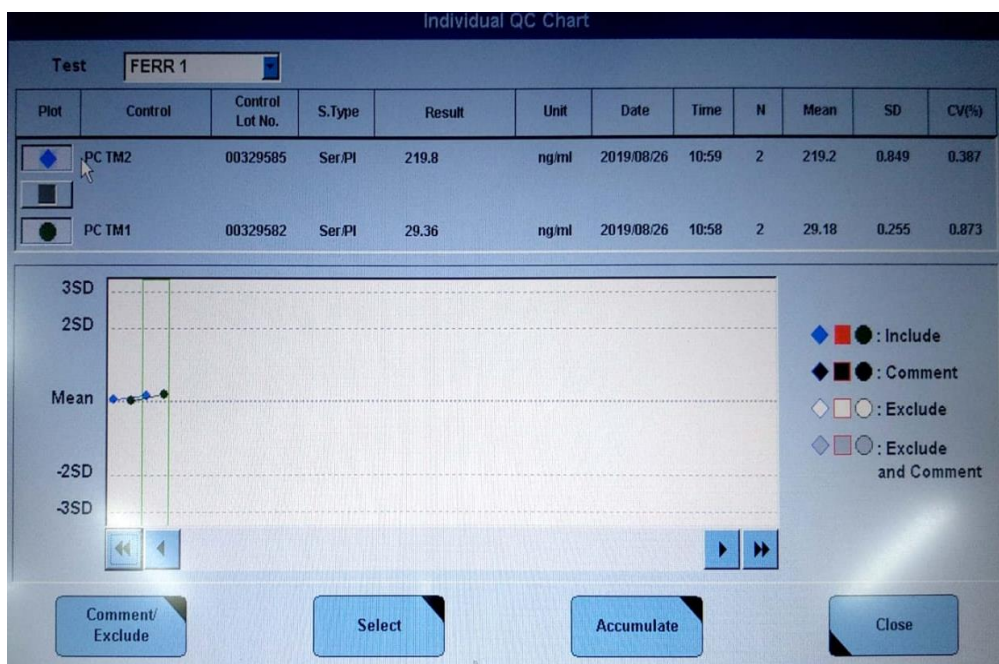 Individual QC Chart
Test FERR 1
Plot Control Control Lot No. S.Type Result Unit Date Time N Mean SD CV(%)
PC TM2 00329585 Ser/Pl 219.8 ng/ml 2019/08/26 10:59 2 219.2 0.849 0.387
PC TM1 00329582 Ser/Pl 29.36 ng/ml 2019/08/26 10:58 2 29.18 0.255 0.873
3SD
2SD
Mean
-2SD
-3SD
: Include
: Comment
: Exclude
: Exclude
and Comment
Comment/
Exclude
Select
Accumulate
Close